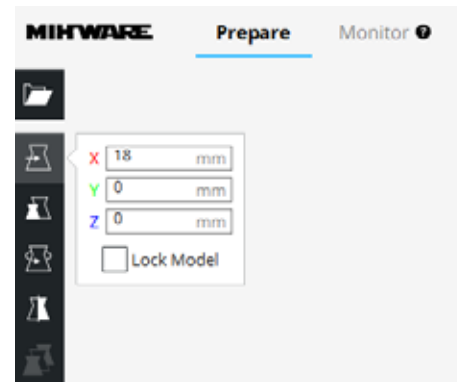 MIHWARE Prepare Monitor ?
X 18 mm
Y 0 mm
Z 0 mm
Lock Model